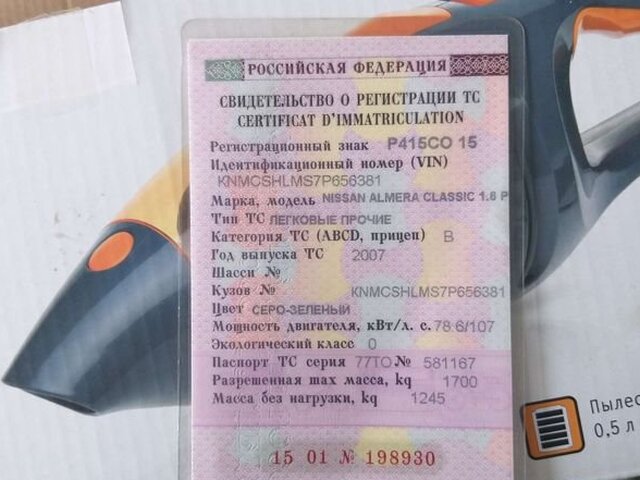 РОССИЙСКАЯ ФЕДЕРАЦИЯ
СВИДЕТЕЛЬСТВО О РЕГИСТРАЦИИ ТС
CERTIFICAT D'IMMATRICULATION
Регистрационный знак Р415СО 15
Идентификационный номер (VIN)
KNMCSHLMS7P656381
Марка, модель NISSAN ALMERA CLASSIC 1.6 P
Тип ТС ЛЕГКОВЫЕ ПРОЧИЕ
Категория ТС (ABCD, прицеп) B
Год выпуска ТС 2007
Шасси №
Кузов № KNMCSHLMS7P656381
Цвет СЕРО-ЗЕЛЕНЫЙ
Мощность двигателя, кВт/л. с. 78.6/107
Экологический класс 0
Паспорт ТС серия 77ТО № 581167
Разрешенная max масса, kg 1700
Масса без нагрузки, kg 1245
15 01 № 198930
Пылес
0,5 л